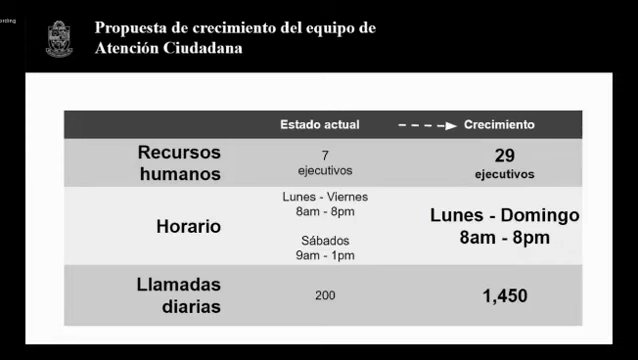 ording
Propuesta de crecimiento del equipo de
Atención Ciudadana
Estado actual
Crecimiento
Recursos
humanos
7
ejecutivos
29
ejecutivos
Horario
Lunes - Viernes
8am - 8pm
Sábados
9am - 1pm
Lunes - Domingo
8am - 8pm
Llamadas
diarias
200
1,450